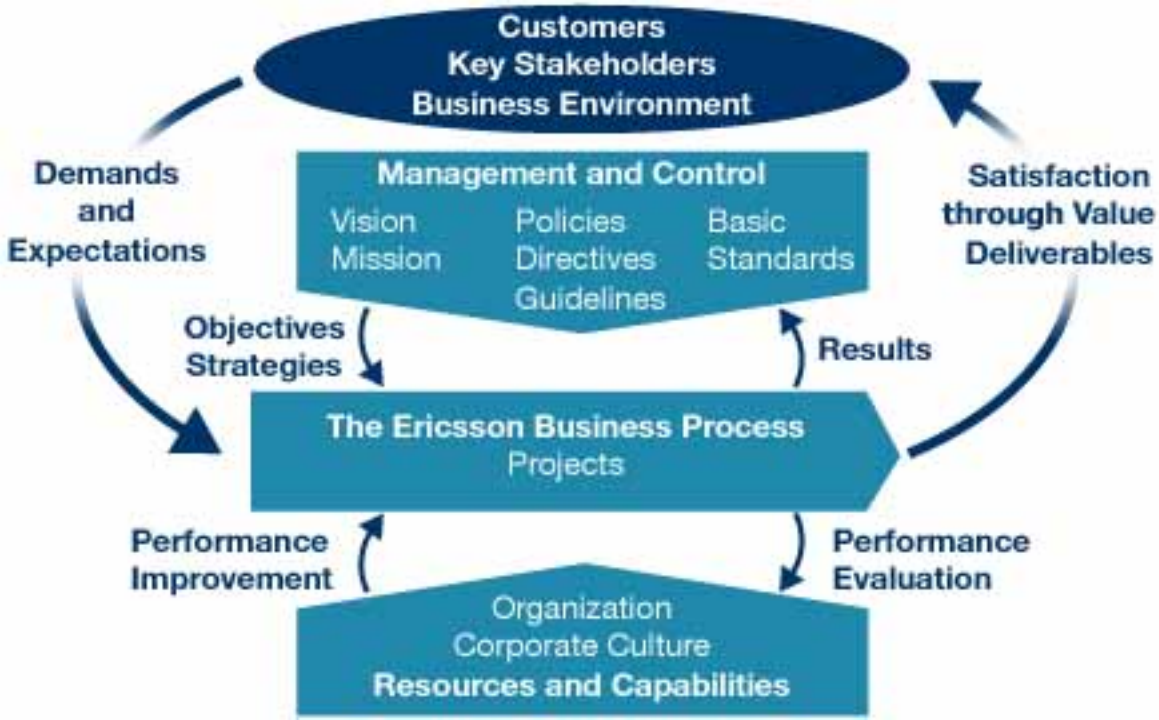 Customers
Key Stakeholders
Business Environment
Demands
and
Expectations
Satisfaction
through Value
Deliverables
Management and Control
Vision
Mission
Policies
Directives
Guidelines
Basic
Standards
Objectives
Strategies
Results
The Ericsson Business Process
Projects
Performance
Improvement
Performance
Evaluation
Organization
Corporate Culture
Resources and Capabilities